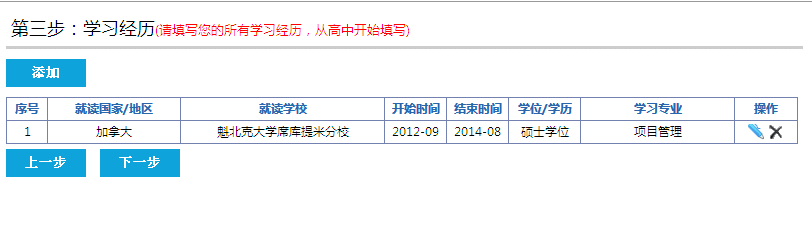 第三步：学习经历(请填写您的所有学习经历，从高中开始填写)
添加
序号 就读国家/地区 就读学校 开始时间 结束时间 学位/学历 学习专业 操作
1 加拿大 魁北克大学席库提米分校 2012-09 2014-08 硕士学位 项目管理
上一步 下一步